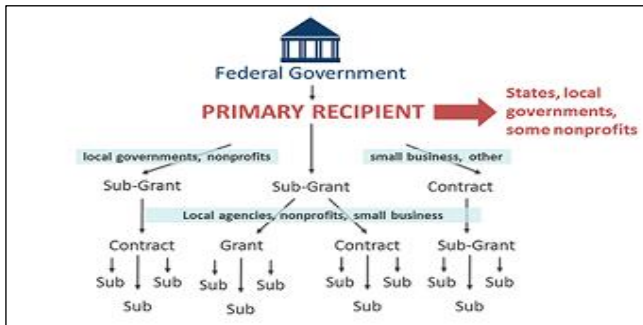 Federal Government
PRIMARY RECIPIENT
States, local
governments,
some nonprofits
local governments, nonprofits
small business, other
Sub-Grant
Sub-Grant
Contract
Local agencies, nonprofits, small business
Contract
Grant
Contract
Sub-Grant
Sub
Sub
Sub
Sub
Sub
Sub
Sub
Sub
Sub
Sub
Sub
Sub